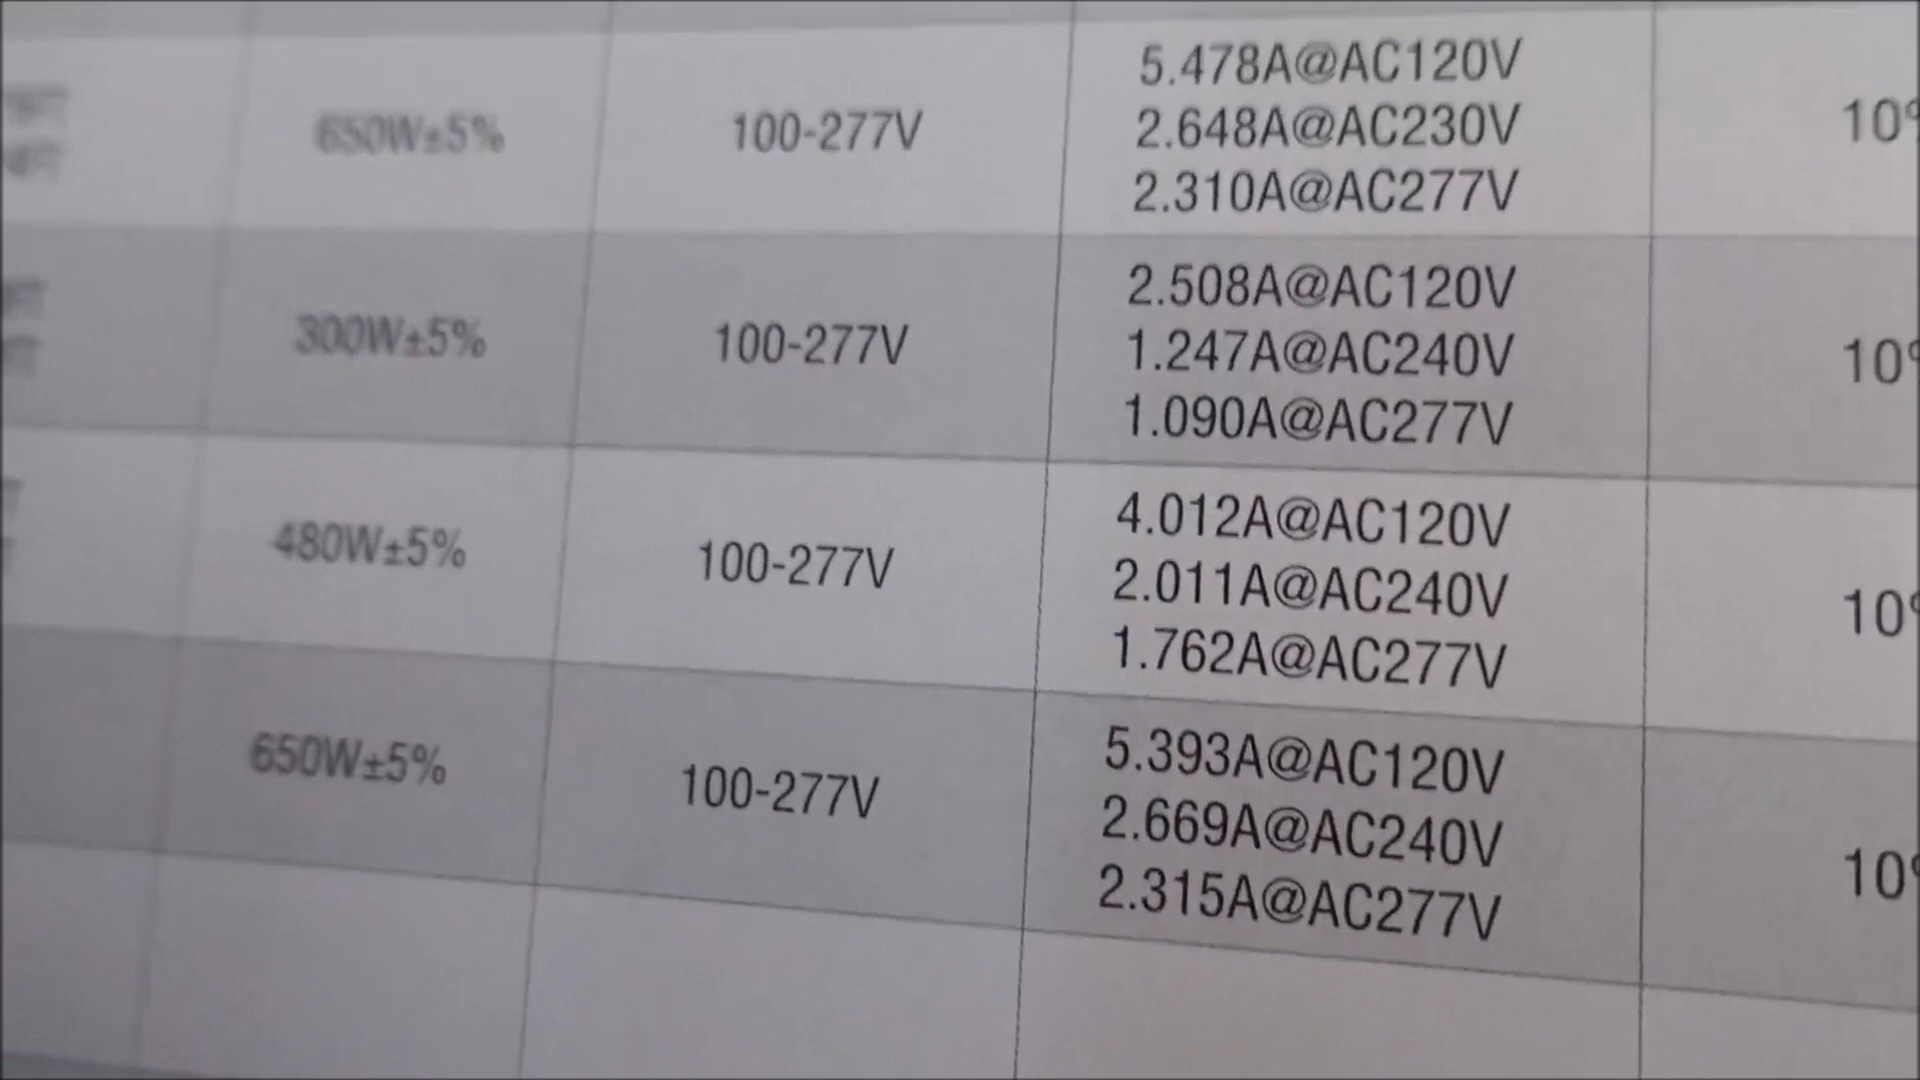 5.478A@AC120V
650W±5% 100-277V 2.648A@AC230V
2.310A@AC277V
2.508A@AC120V
300W±5% 100-277V 1.247A@AC240V
1.090A@AC277V
4.012A@AC120V
480W±5% 100-277V 2.011A@AC240V
1.762A@AC277V
5.393A@AC120V
650W±5% 100-277V 2.669A@AC240V
2.315A@AC277V